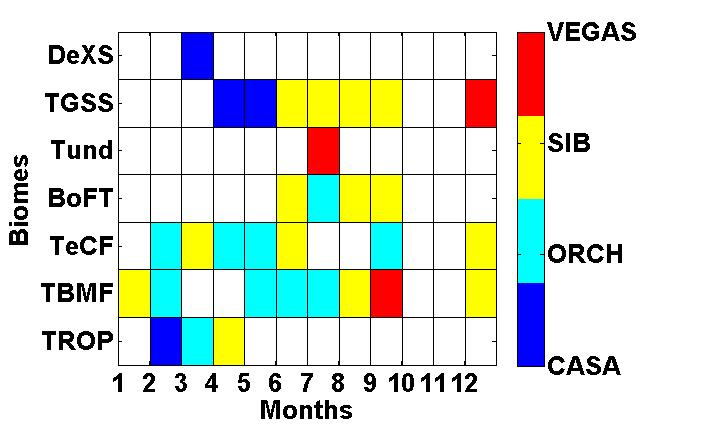 VEGAS
DeXS
TGSS
SIB
Tund
BoFT
TeCF
ORCH
TBMF
TROP
CASA
Biomes
1 2 3 4 5 6 7 8 9 10 11 12
Months